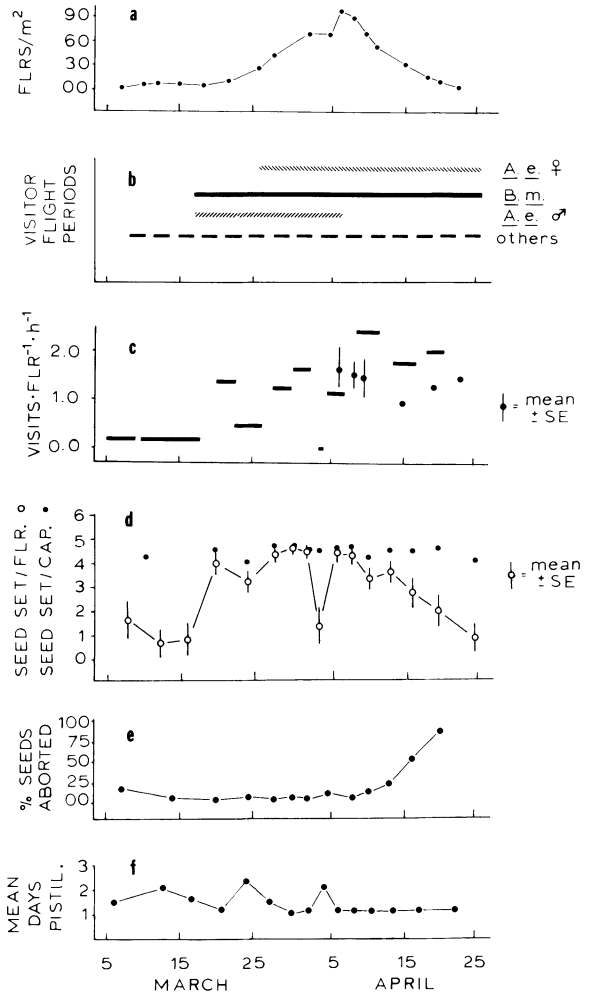 a
FLRS/m²
90
60
30
00
b
VISITOR
FLIGHT
PERIODS
A. e. ♀
B. m.
A. e. ♂
others
c
VISITS·FLR⁻¹·h⁻¹
2.0
1.0
0.0
= mean
± SE
d
SEED SET/FLR. ○
SEED SET/CAP. •
6
5
4
3
2
1
0
= mean
± SE
e
% SEEDS
ABORTED
100
75
50
25
00
f
MEAN
DAYS
PISTIL.
3
2
1
5 15 25 5 15 25
MARCH APRIL